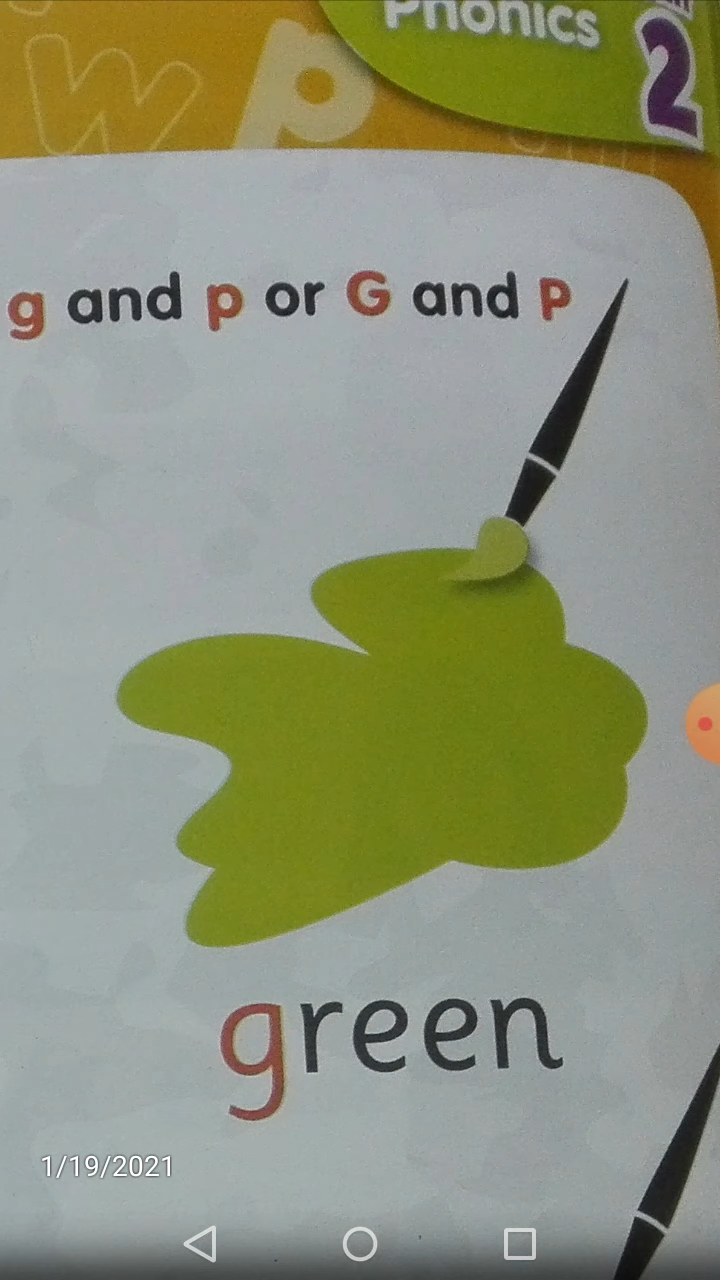 w p
Phonics
2
g and p or G and P
green
1/19/2021